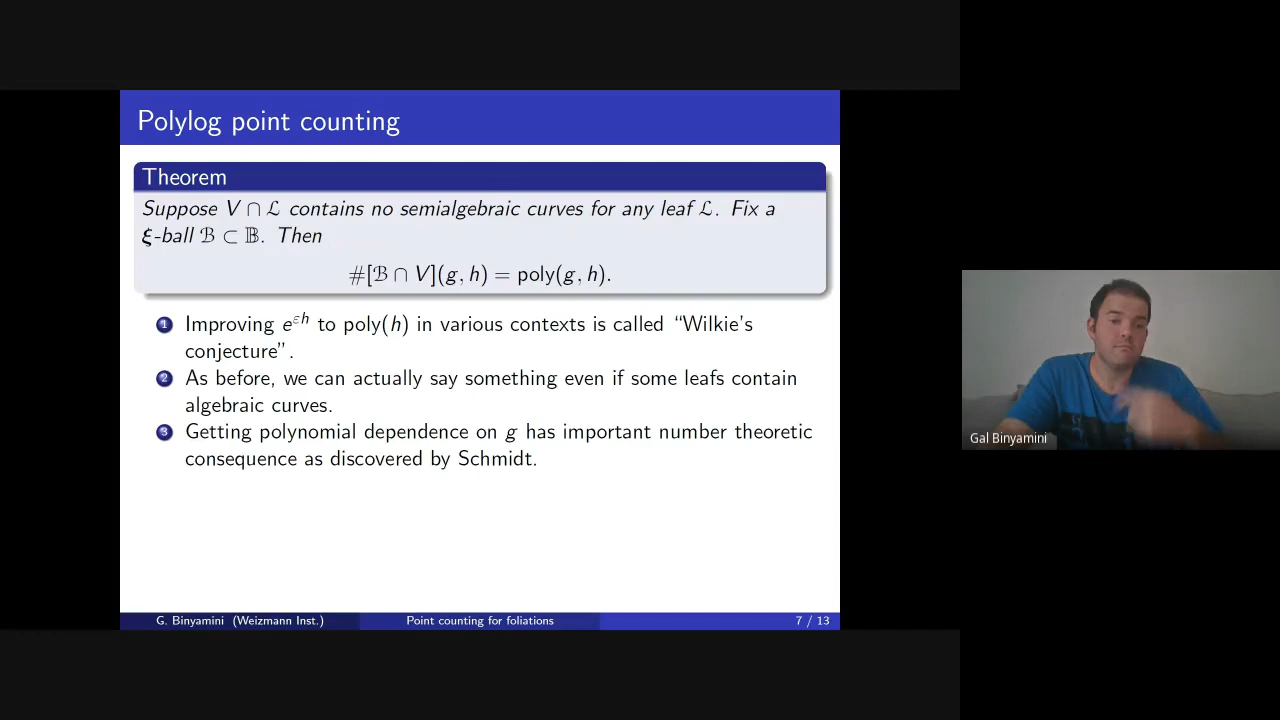 Polylog point counting
Theorem
Suppose V ∩ ℒ contains no semialgebraic curves for any leaf ℒ. Fix a
ξ-ball ℬ ⊂ 𝔹. Then
#[ℬ ∩ V](g, h) = poly(g, h).
1 Improving e^{εh} to poly(h) in various contexts is called “Wilkie’s
conjecture”.
2 As before, we can actually say something even if some leafs contain
algebraic curves.
3 Getting polynomial dependence on g has important number theoretic
consequence as discovered by Schmidt.
G. Binyamini (Weizmann Inst.) Point counting for foliations 7 / 13
Gal Binyamini